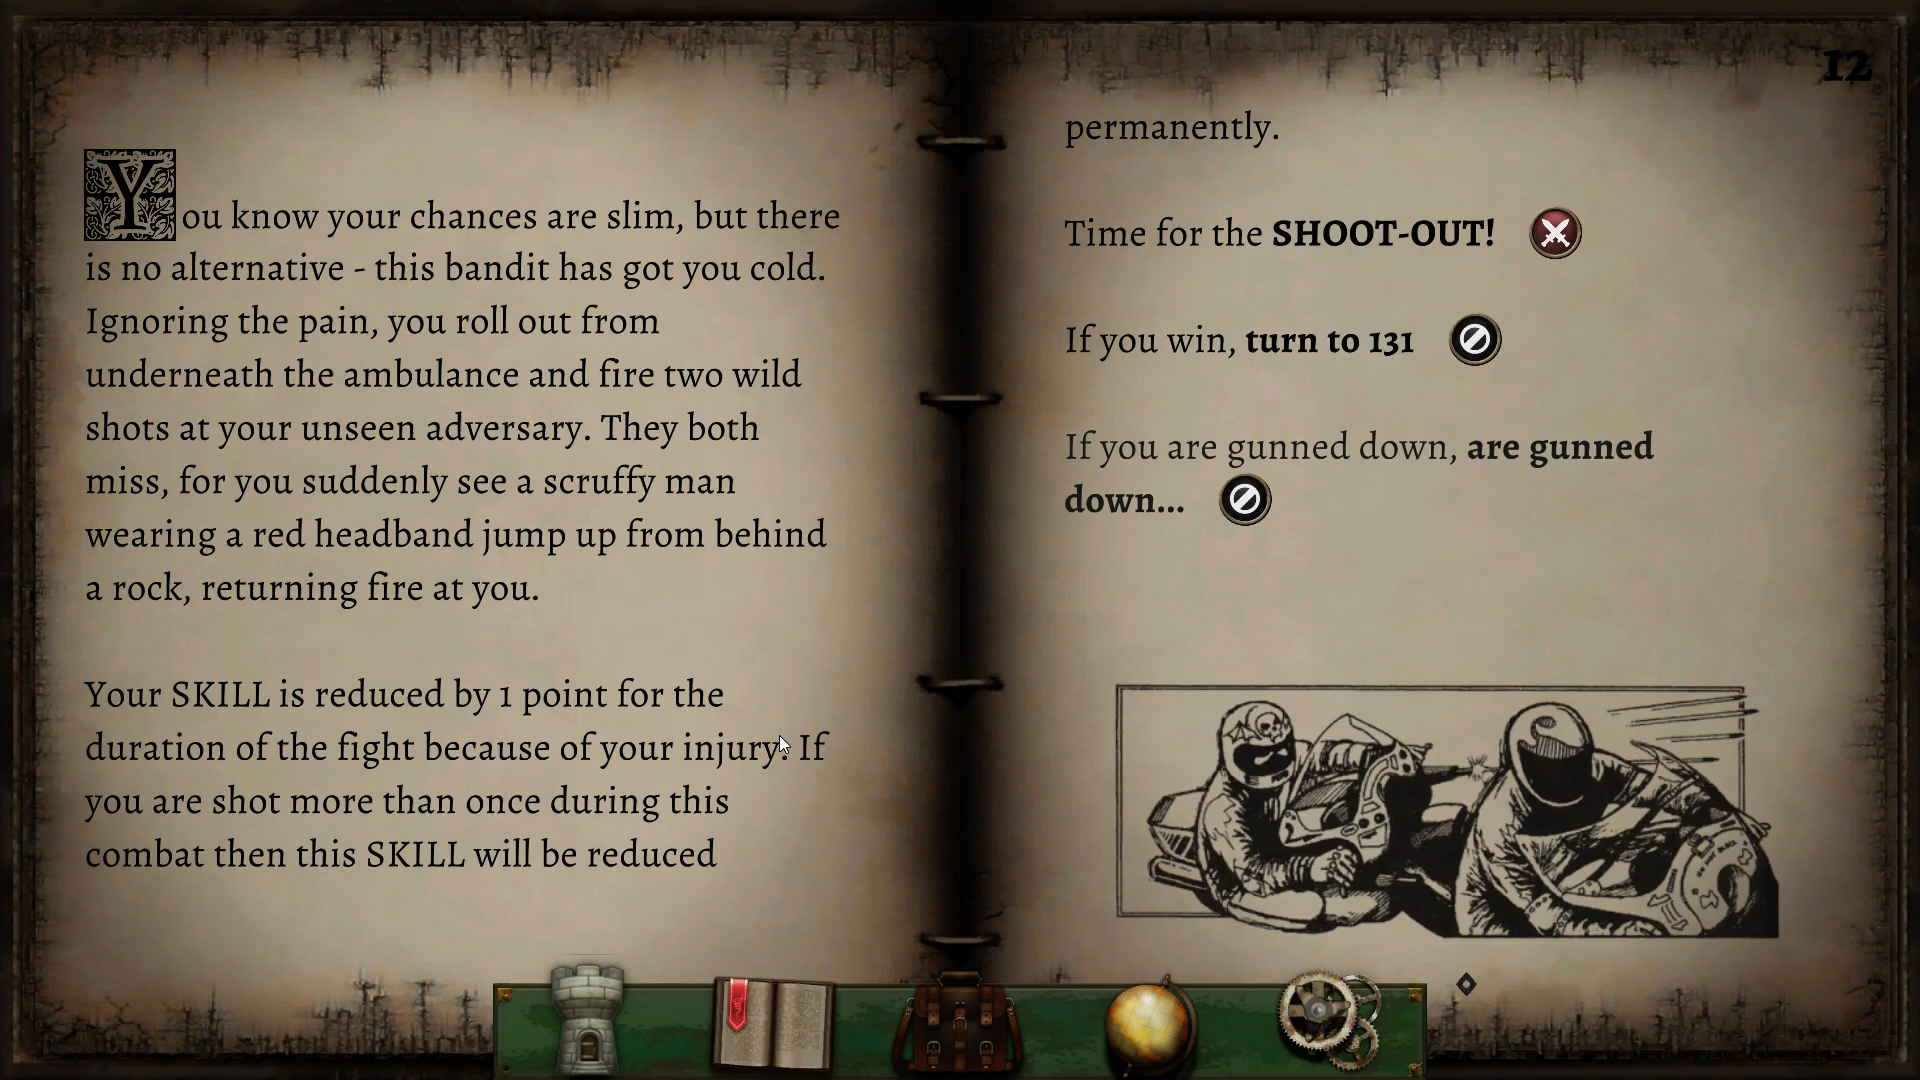 12
You know your chances are slim, but there
is no alternative - this bandit has got you cold.
Ignoring the pain, you roll out from
underneath the ambulance and fire two wild
shots at your unseen adversary. They both
miss, for you suddenly see a scruffy man
wearing a red headband jump up from behind
a rock, returning fire at you.
Your SKILL is reduced by 1 point for the
duration of the fight because of your injury. If
you are shot more than once during this
combat then this SKILL will be reduced
permanently.
Time for the SHOOT-OUT!
If you win, turn to 131
If you are gunned down, are gunned
down...